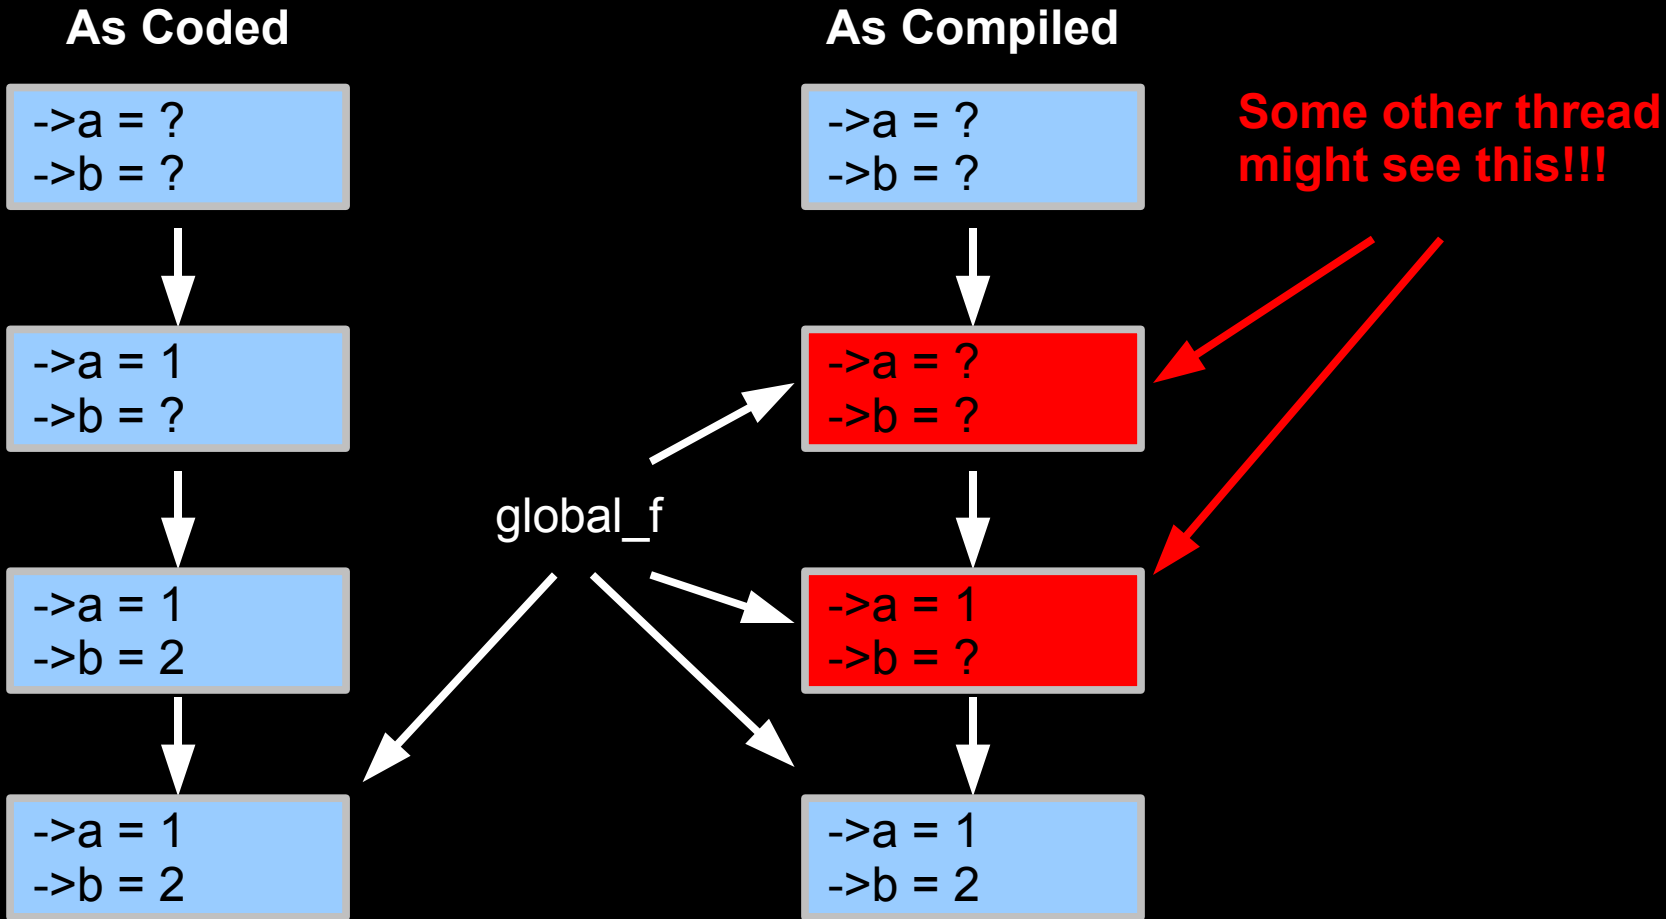 As Coded
->a = ?
->b = ?
->a = 1
->b = ?
->a = 1
->b = 2
->a = 1
->b = 2
global_f
As Compiled
->a = ?
->b = ?
->a = ?
->b = ?
->a = 1
->b = ?
->a = 1
->b = 2
Some other thread
might see this!!!